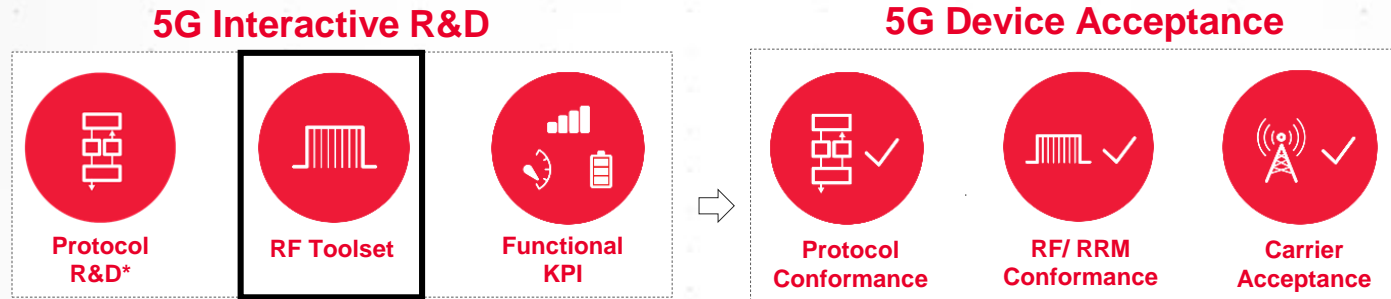 5G Interactive R&D
5G Device Acceptance
Protocol
R&D*
RF Toolset
Functional
KPI
Protocol
Conformance
RF/ RRM
Conformance
Carrier
Acceptance